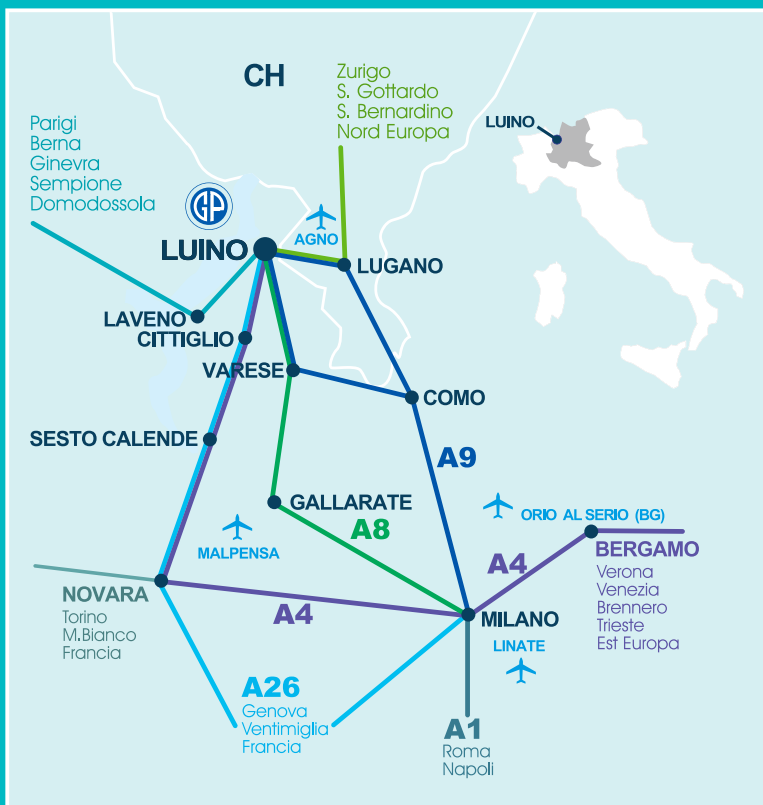 CH
Zurigo
S. Gottardo
S. Bernardino
Nord Europa
LUINO
Parigi
Berna
Ginevra
Sempione
Domodossola
GP
AGNO
LUINO
LUGANO
LAVENO
CITTIGLIO
VARESE
COMO
SESTO CALENDE
A9
GALLARATE
A8
ORIO AL SERIO (BG)
MALPENSA
A4
BERGAMO
Verona
Venezia
Brennero
Trieste
Est Europa
NOVARA
Torino
M.Bianco
Francia
A4
MILANO
LINATE
A26
Genova
Ventimiglia
Francia
A1
Roma
Napoli